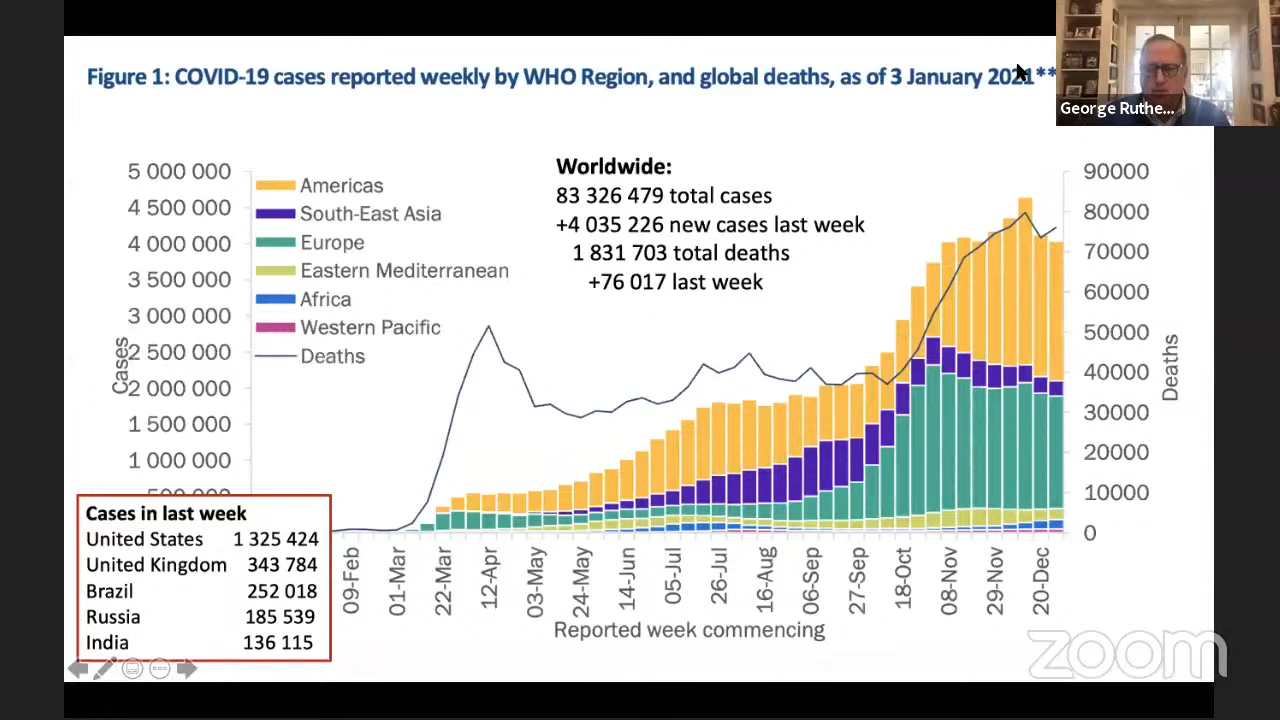 Figure 1: COVID-19 cases reported weekly by WHO Region, and global deaths, as of 3 January 2021**
George Ruthe...
Worldwide:
83 326 479 total cases
+4 035 226 new cases last week
1 831 703 total deaths
+76 017 last week
5 000 000
4 500 000
4 000 000
3 500 000
3 000 000
2 500 000
2 000 000
1 500 000
1 000 000
500 000
Cases
Americas
South-East Asia
Europe
Eastern Mediterranean
Africa
Western Pacific
Deaths
90000
80000
70000
60000
50000
40000
30000
20000
10000
0
Deaths
Cases in last week
United States 1 325 424
United Kingdom 343 784
Brazil 252 018
Russia 185 539
India 136 115
09-Feb
01-Mar
22-Mar
12-Apr
03-May
24-May
14-Jun
05-Jul
26-Jul
16-Aug
06-Sep
27-Sep
18-Oct
08-Nov
29-Nov
20-Dec
Reported week commencing
zoom